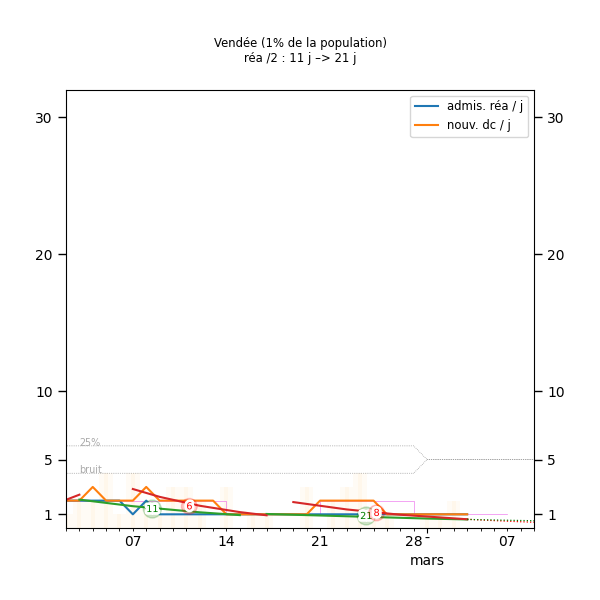 Vendée (1% de la population)
réa /2 : 11 j –> 21 j
admis. réa / j
nouv. dc / j
30 30
20 20
10 10
25%
5 5
bruit
11 6 21 8
1 1
07 14 21 28 07
mars